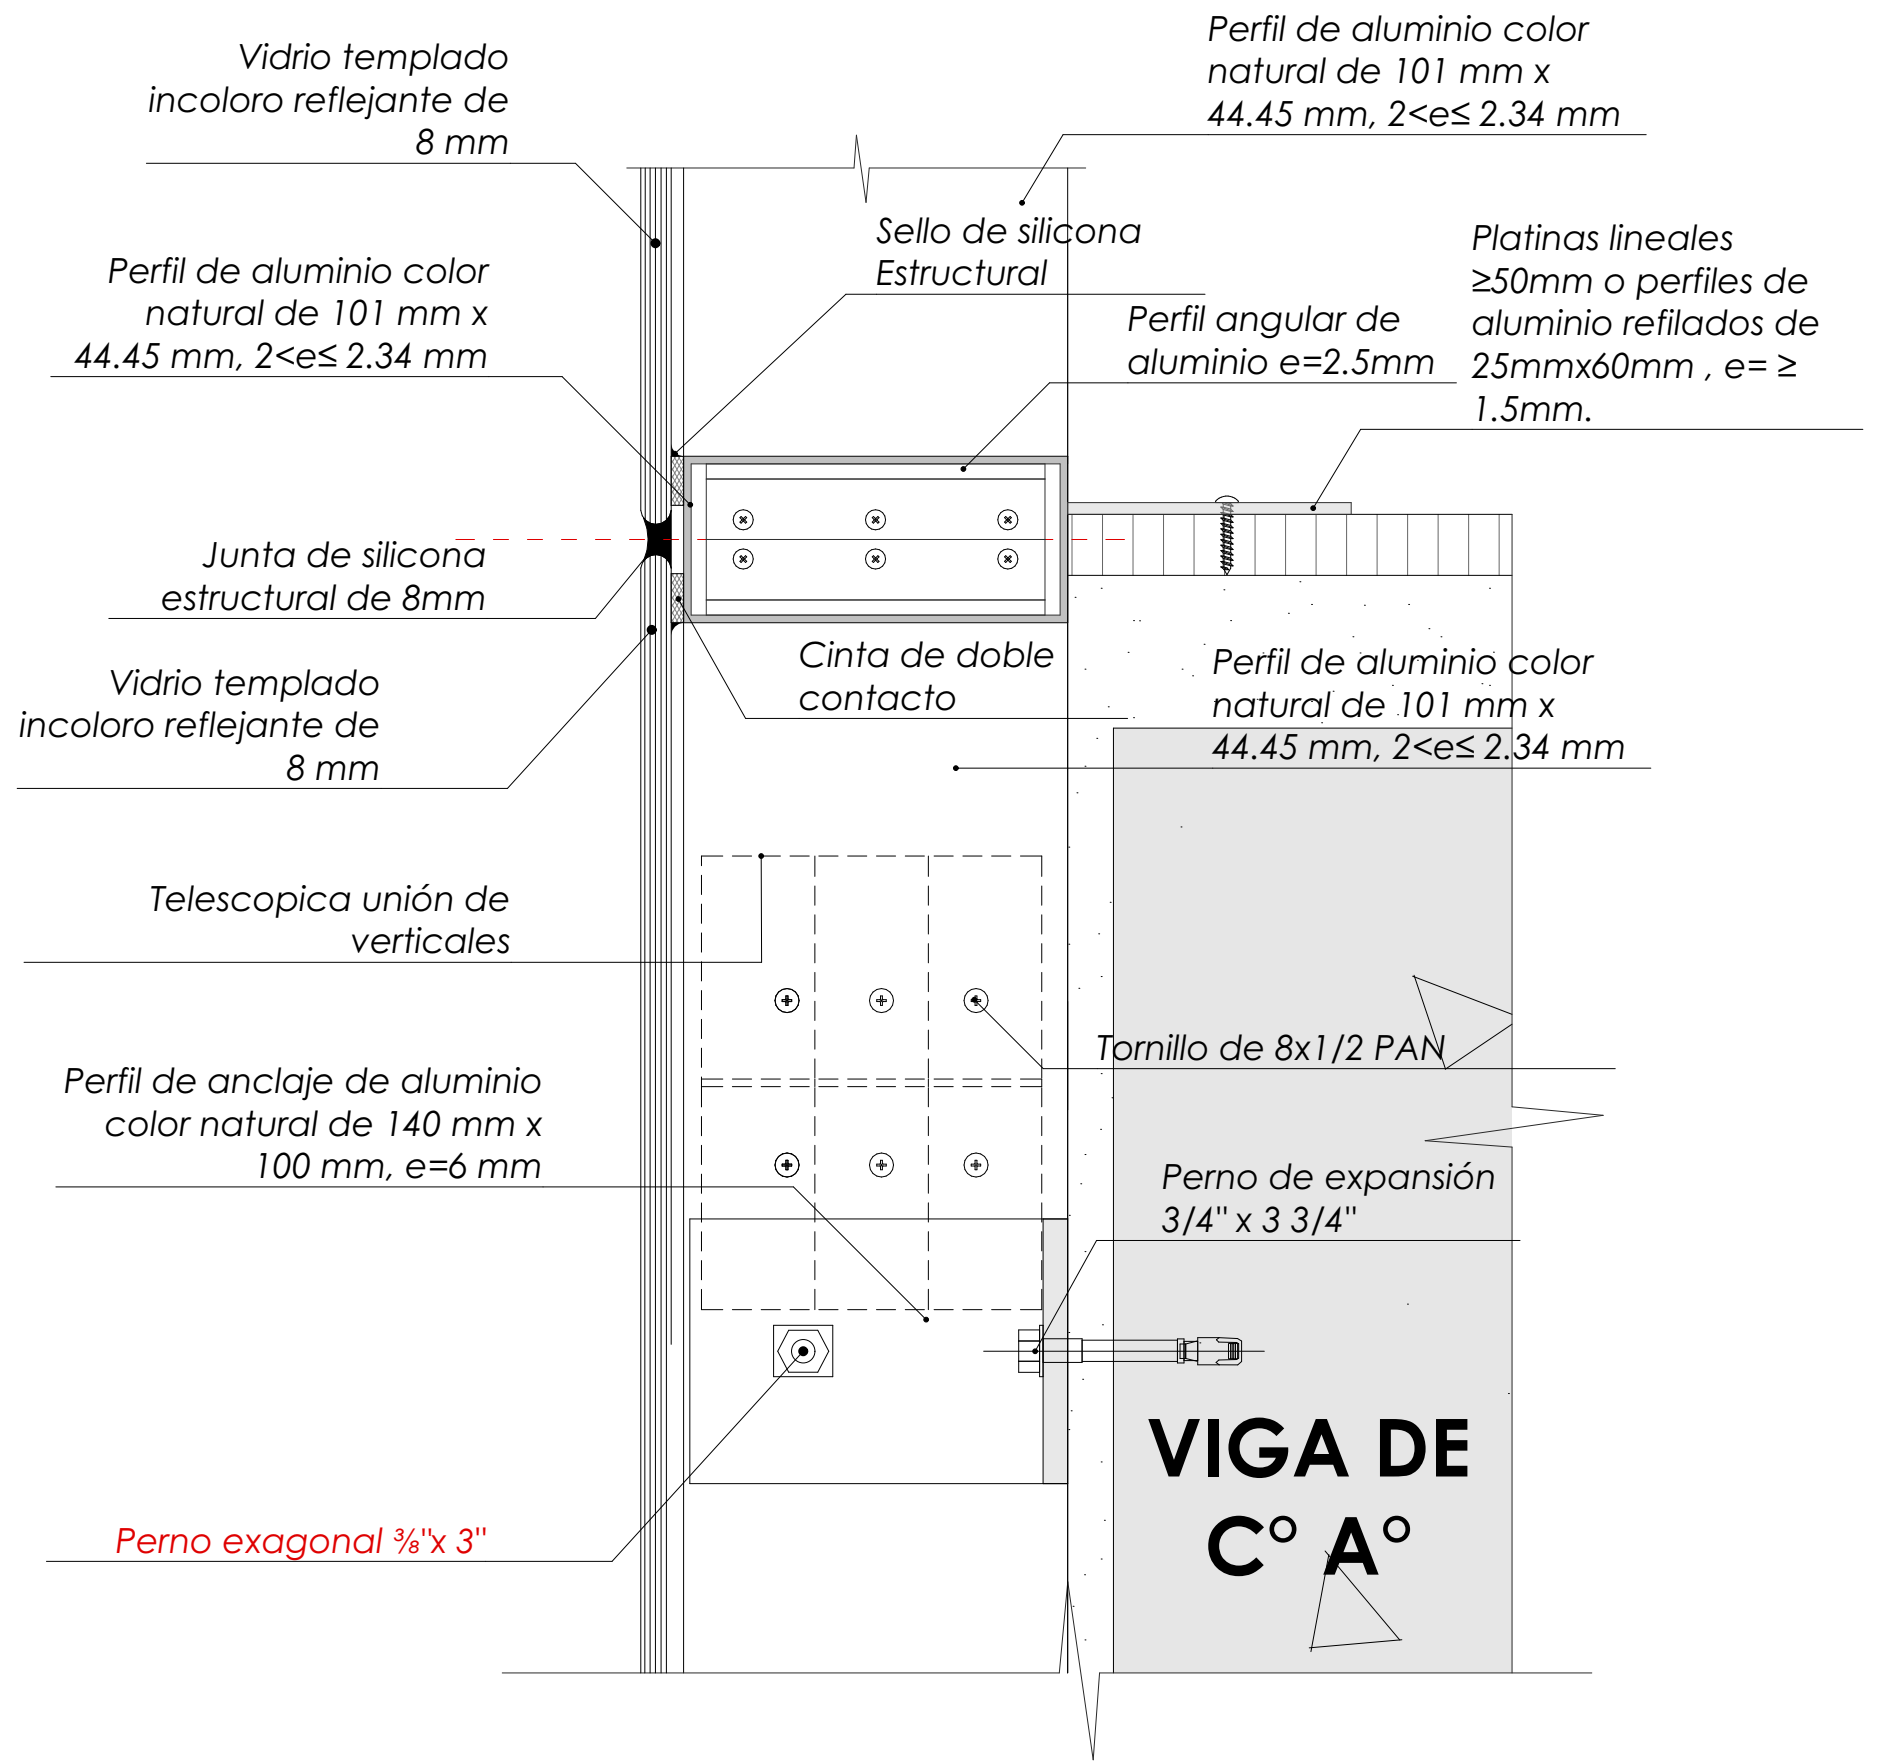 Vidrio templado
incoloro reflejante de
8 mm
Perfil de aluminio color
natural de 101 mm x
44.45 mm, 2<e≤ 2.34 mm
Sello de silicona
Estructural
Perfil de aluminio color
natural de 101 mm x
44.45 mm, 2<e≤ 2.34 mm
Perfil angular de
aluminio e=2.5mm
Platinas lineales
≥50mm o perfiles de
aluminio refilados de
25mmx60mm , e= ≥
1.5mm.
Junta de silicona
estructural de 8mm
Vidrio templado
incoloro reflejante de
8 mm
Cinta de doble
contacto
Perfil de aluminio color
natural de 101 mm x
44.45 mm, 2<e≤ 2.34 mm
Telescopica unión de
verticales
Tornillo de 8x1/2 PAN
Perfil de anclaje de aluminio
color natural de 140 mm x
100 mm, e=6 mm
Perno de expansión
3/4" x 3 3/4"
VIGA DE
C° A°
Perno exagonal ⅜"x 3"